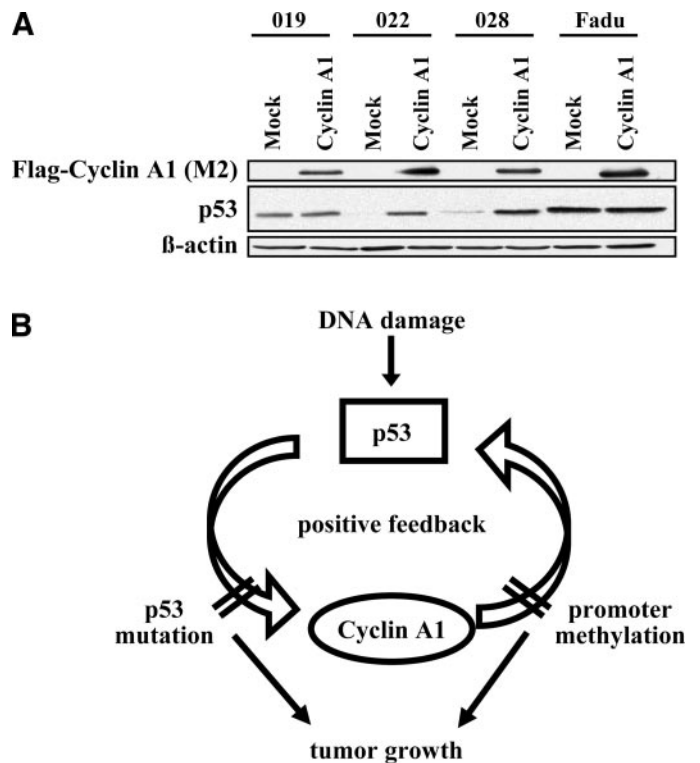 A
019 022 028 Fadu
Mock Cyclin A1 Mock Cyclin A1 Mock Cyclin A1 Mock Cyclin A1
Flag-Cyclin A1 (M2)
p53
ß-actin
B
DNA damage
p53
positive feedback
p53
mutation
Cyclin A1
promoter
methylation
tumor growth